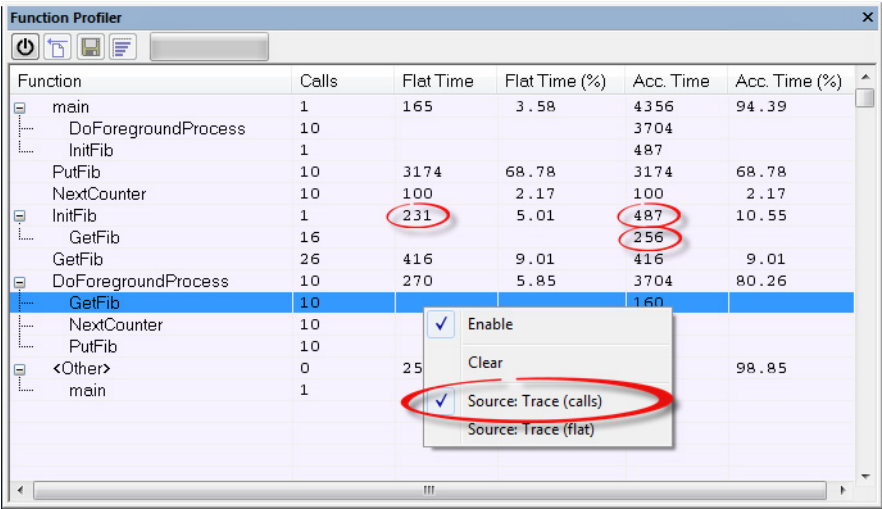 Function Profiler
Function Calls Flat Time Flat Time (%) Acc. Time Acc. Time (%)
main 1 165 3.58 4356 94.39
DoForegroundProcess 10 3704
InitFib 1 487
PutFib 10 3174 68.78 3174 68.78
NextCounter 10 100 2.17 100 2.17
InitFib 1 231 5.01 487 10.55
GetFib 16 256
GetFib 26 416 9.01 416 9.01
DoForegroundProcess 10 270 5.85 3704 80.26
GetFib 10 160
NextCounter 10
PutFib 10
<Other> 0 25 98.85
main 1
Enable
Clear
Source: Trace (calls)
Source: Trace (flat)